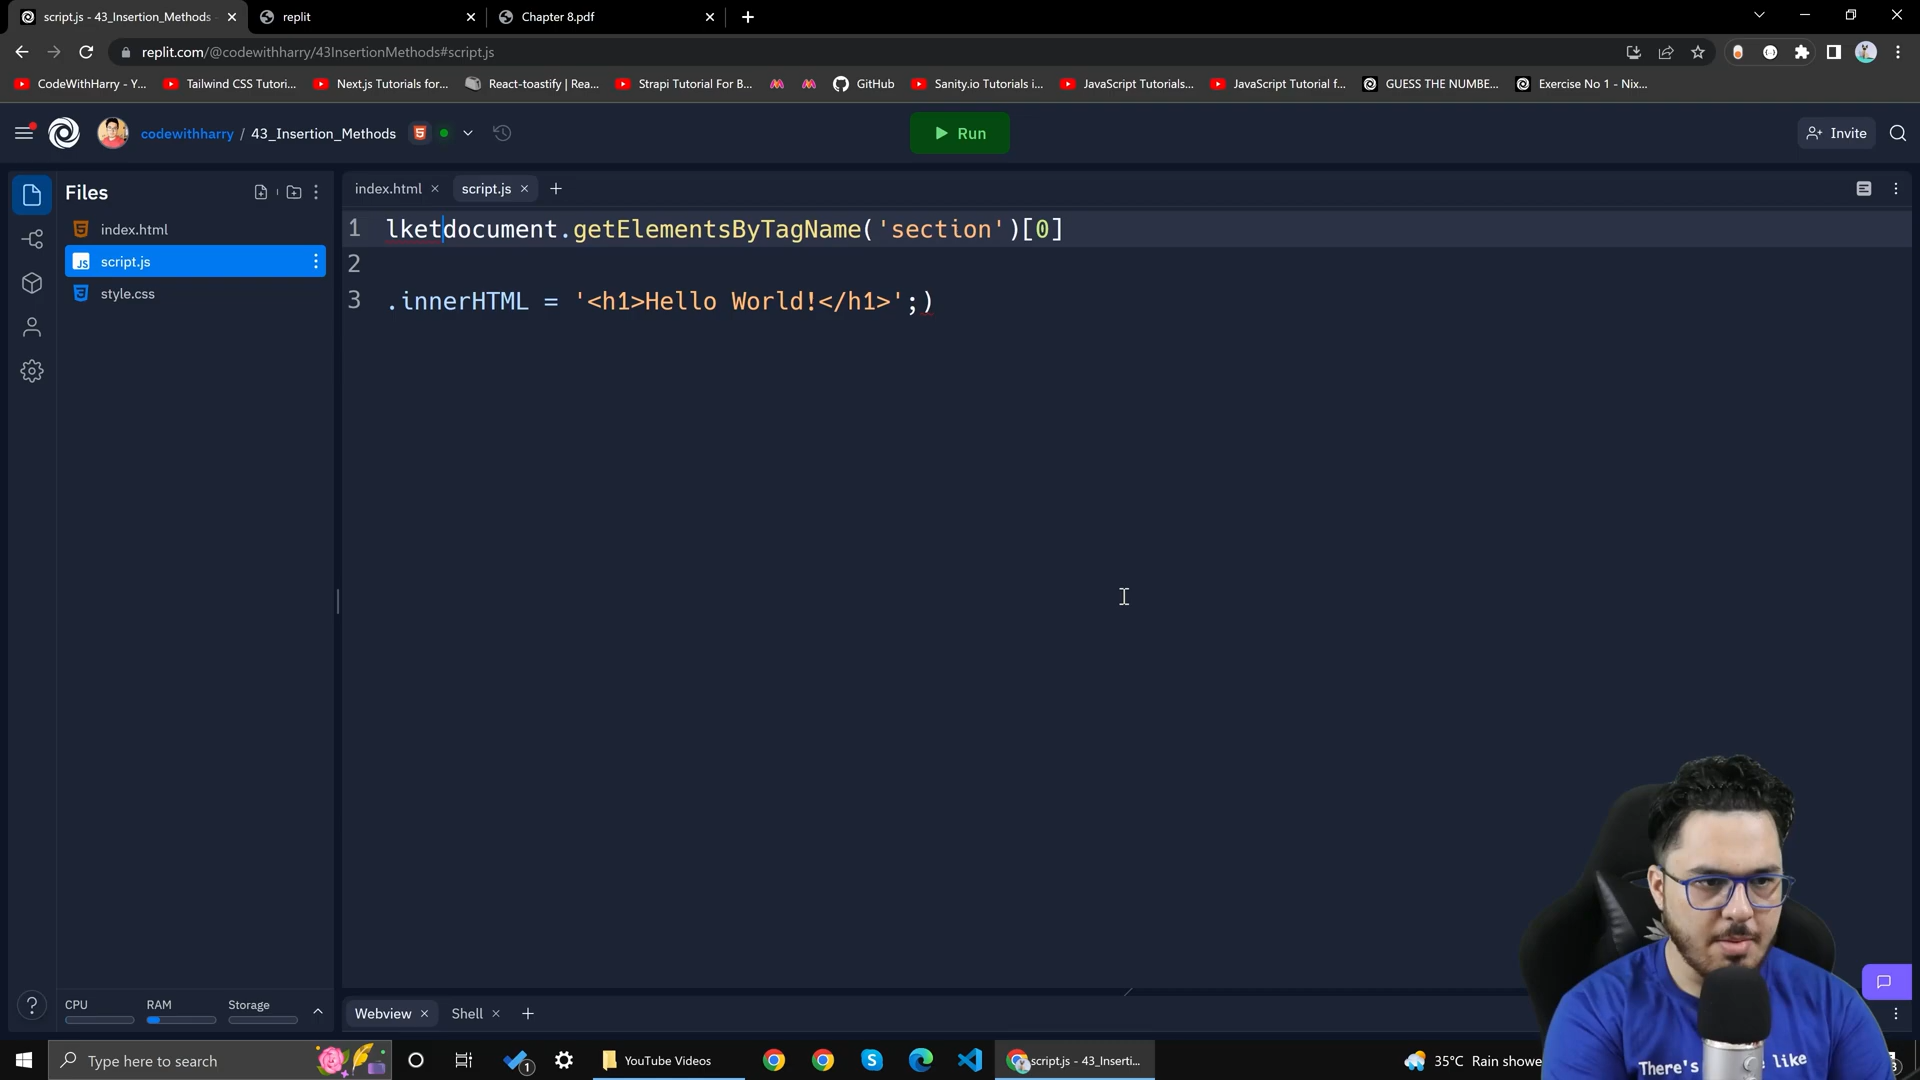 script.js - 43_Insertion_Methods
replit
Chapter 8.pdf
replit.com/@codewithharry/43InsertionMethods#script.js
CodeWithHarry - Y...
Tailwind CSS Tutori...
Next.js Tutorials for...
React-toastify | Rea...
Strapi Tutorial For B...
GitHub
Sanity.io Tutorials i...
JavaScript Tutorials...
JavaScript Tutorial f...
GUESS THE NUMBE...
Exercise No 1 - Nix...
codewithharry / 43_Insertion_Methods
Run
Invite
Files
index.html
script.js
style.css
index.html
script.js
1 lketdocument.getElementsByTagName('section')[0]
2
3 .innerHTML = '<h1>Hello World!</h1>';)
CPU
RAM
Storage
Webview
Shell
Type here to search
1
YouTube Videos
script.js - 43_Inserti...
35°C Rain showe
There's
like